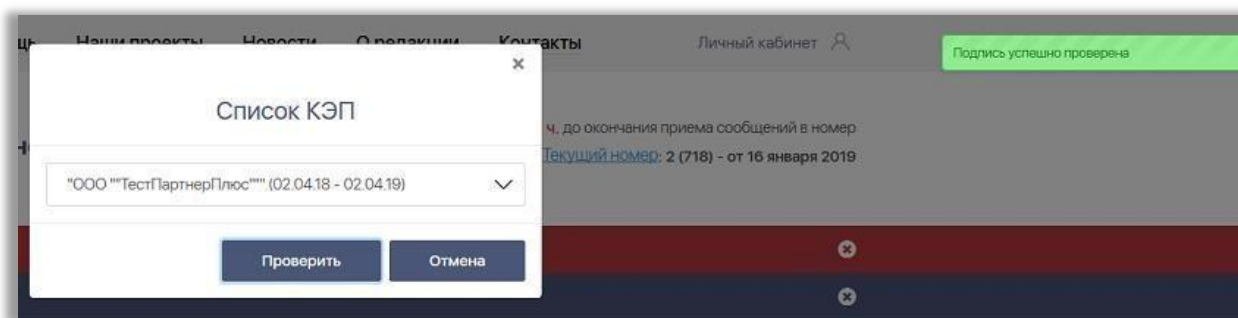 Наши проекты Новости О редакции Контакты Личный кабинет
Подпись успешно проверена
×
Список КЭП
ч. до окончания приема сообщений в номер
Текущий номер: 2 (718) - от 16 января 2019
"ООО ""ТестПартнерПлюс""" (02.04.18 - 02.04.19)
Проверить Отмена